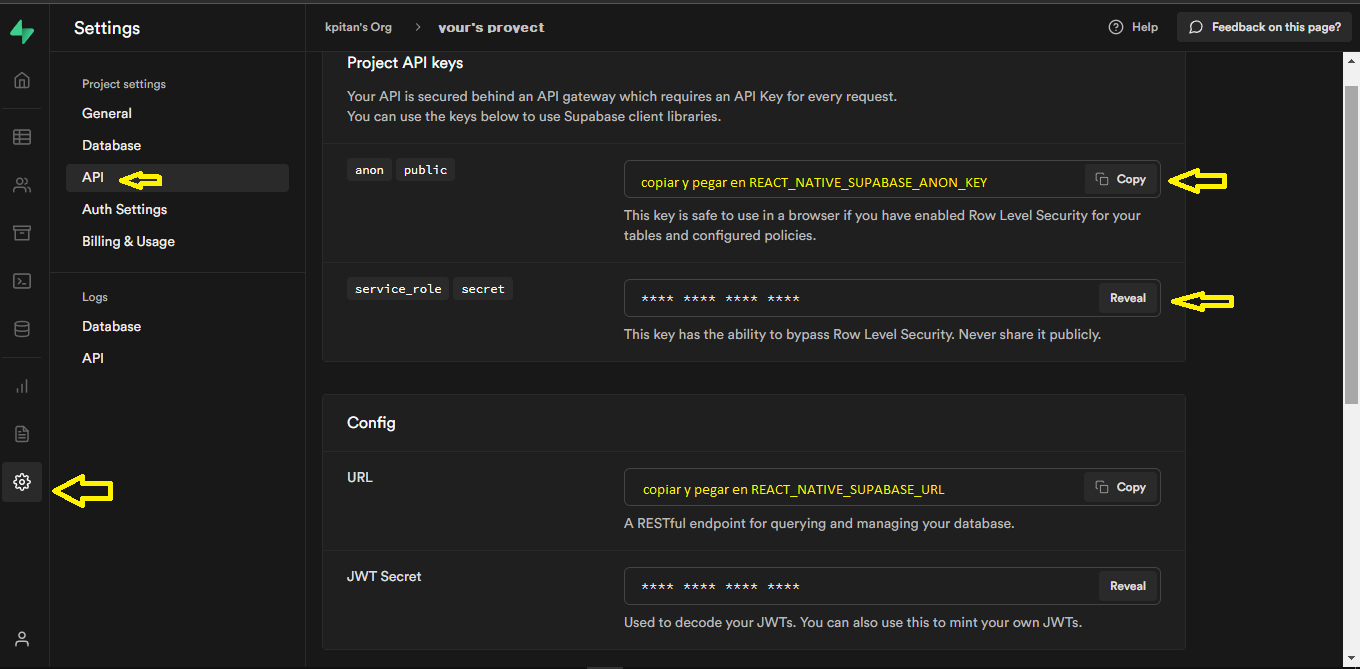 Settings
kpitan's Org
your's proyect
Help
Feedback on this page?
Project settings
General
Database
API
Auth Settings
Billing & Usage
Logs
Database
API
Project API keys
Your API is secured behind an API gateway which requires an API Key for every request.
You can use the keys below to use Supabase client libraries.
anon public
copiar y pegar en REACT_NATIVE_SUPABASE_ANON_KEY
Copy
This key is safe to use in a browser if you have enabled Row Level Security for your
tables and configured policies.
service_role secret
**** **** **** ****
Reveal
This key has the ability to bypass Row Level Security. Never share it publicly.
Config
URL
copiar y pegar en REACT_NATIVE_SUPABASE_URL
Copy
A RESTful endpoint for querying and managing your database.
JWT Secret
**** **** **** ****
Reveal
Used to decode your JWTs. You can also use this to mint your own JWTs.